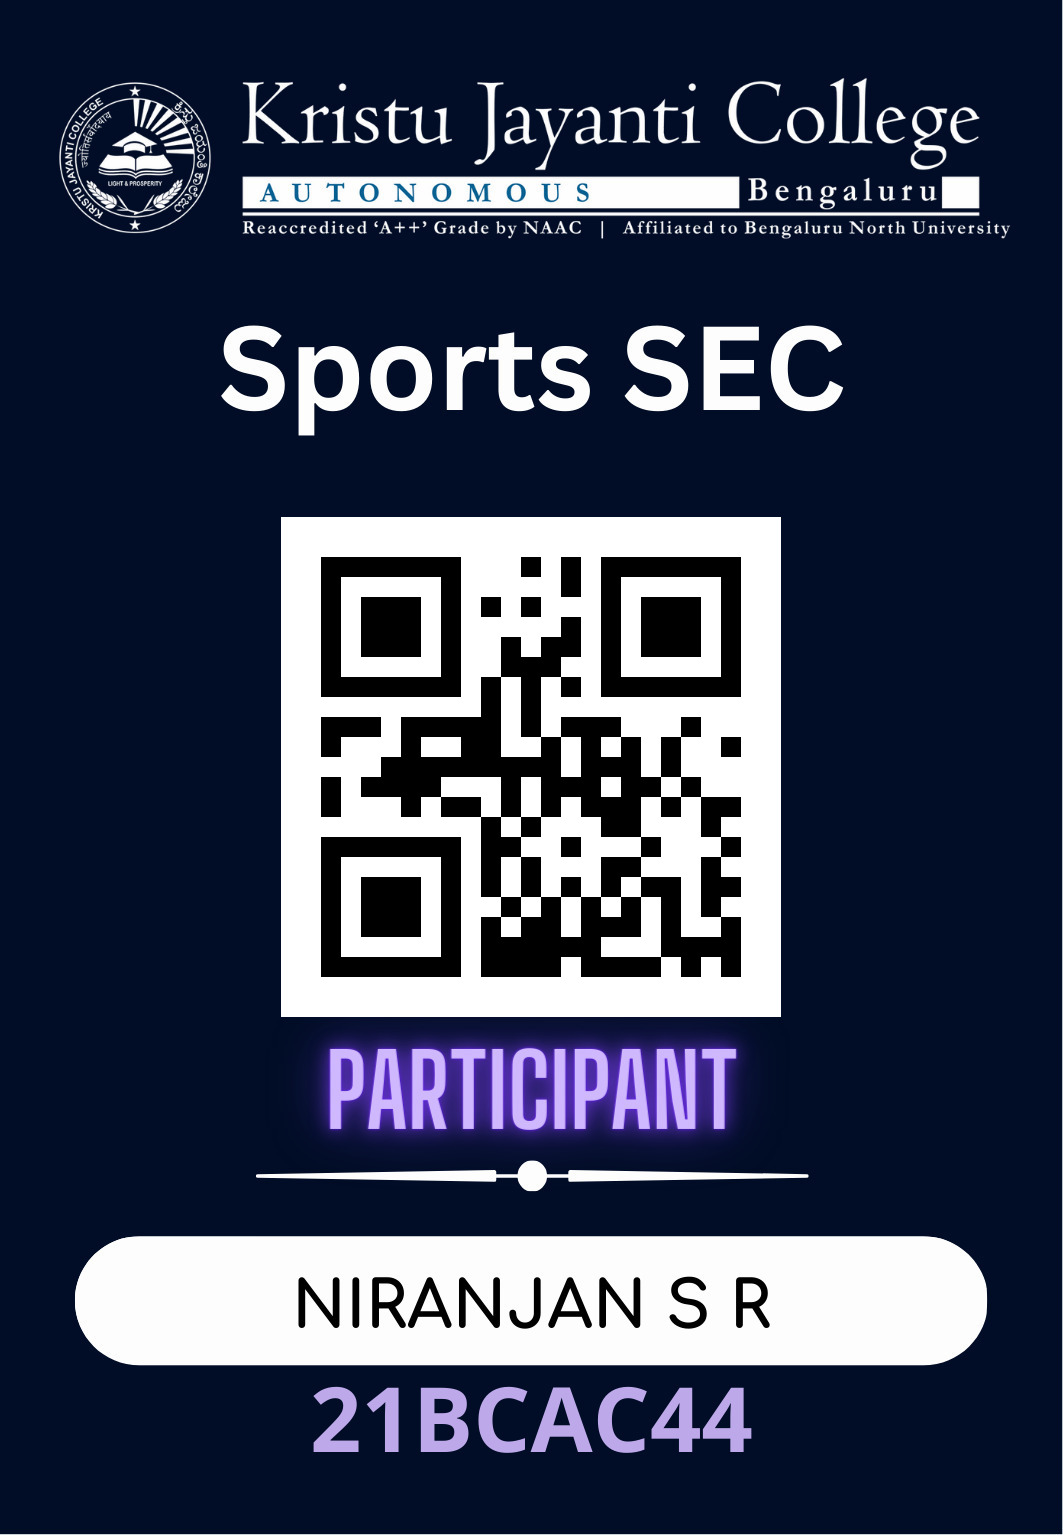 KRISTU JAYANTI COLLEGE
ज्योतिसंवादयाय
LIGHT & PROSPERITY
Kristu Jayanti College
AUTONOMOUS Bengaluru
Reaccredited ‘A++’ Grade by NAAC | Affiliated to Bengaluru North University
Sports SEC
PARTICIPANT
NIRANJAN S R
21BCAC44